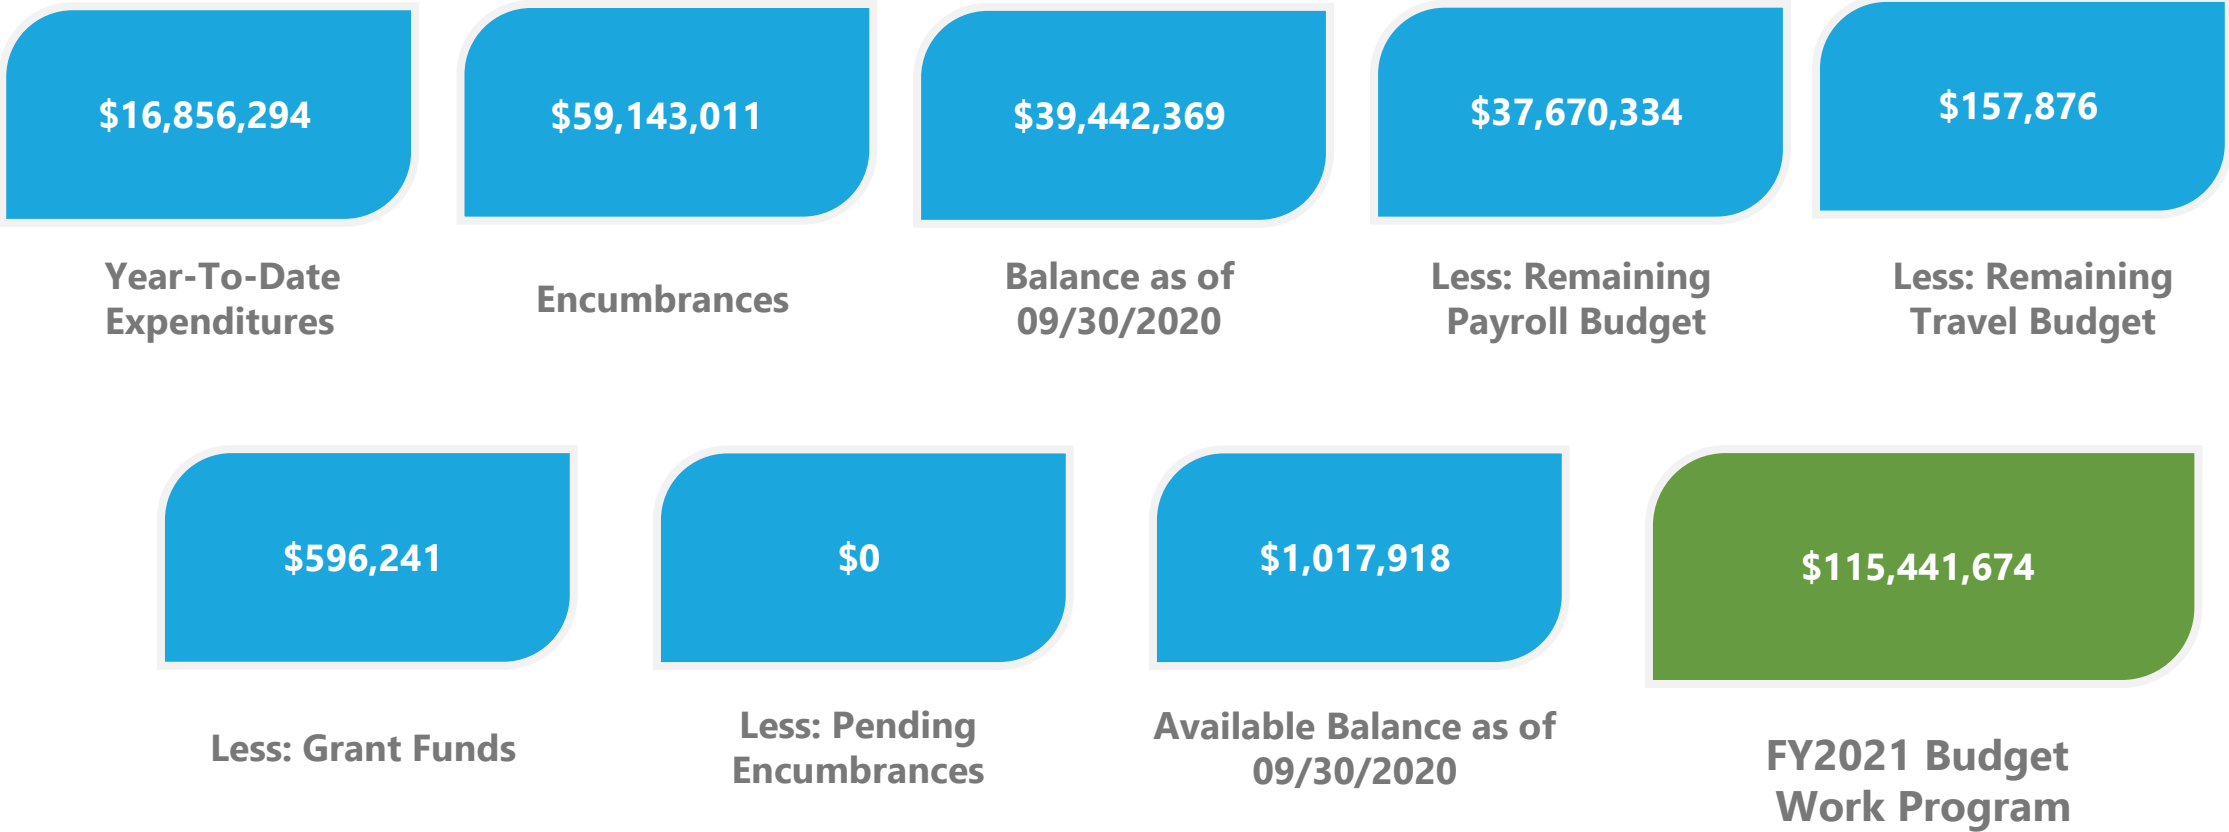 $16,856,294
Year-To-Date
Expenditures
$59,143,011
Encumbrances
$39,442,369
Balance as of
09/30/2020
$37,670,334
Less: Remaining
Payroll Budget
$157,876
Less: Remaining
Travel Budget
$596,241
Less: Grant Funds
$0
Less: Pending
Encumbrances
$1,017,918
Available Balance as of
09/30/2020
$115,441,674
FY2021 Budget
Work Program